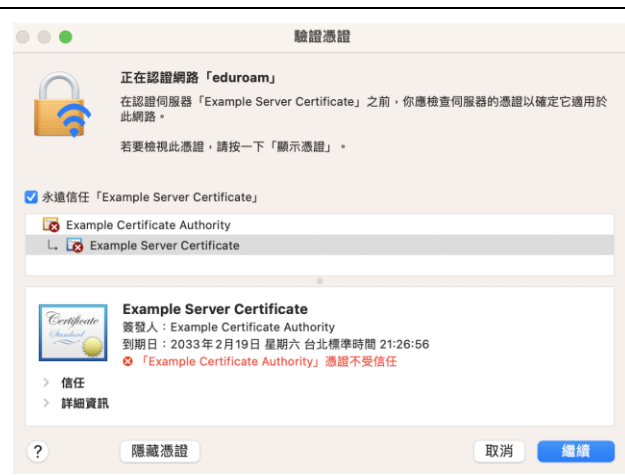 驗證憑證
正在認證網路「eduroam」
在認證伺服器「Example Server Certificate」之前，你應檢查伺服器的憑證以確定它適用於
此網路。
若要檢視此憑證，請按一下「顯示憑證」。
永遠信任「Example Server Certificate」
Example Certificate Authority
Example Server Certificate
Certificate
Standard
Example Server Certificate
簽發人：Example Certificate Authority
到期日：2033年2月19日 星期六 台北標準時間 21:26:56
「Example Certificate Authority」憑證不受信任
信任
詳細資訊
?
隱藏憑證
取消
繼續